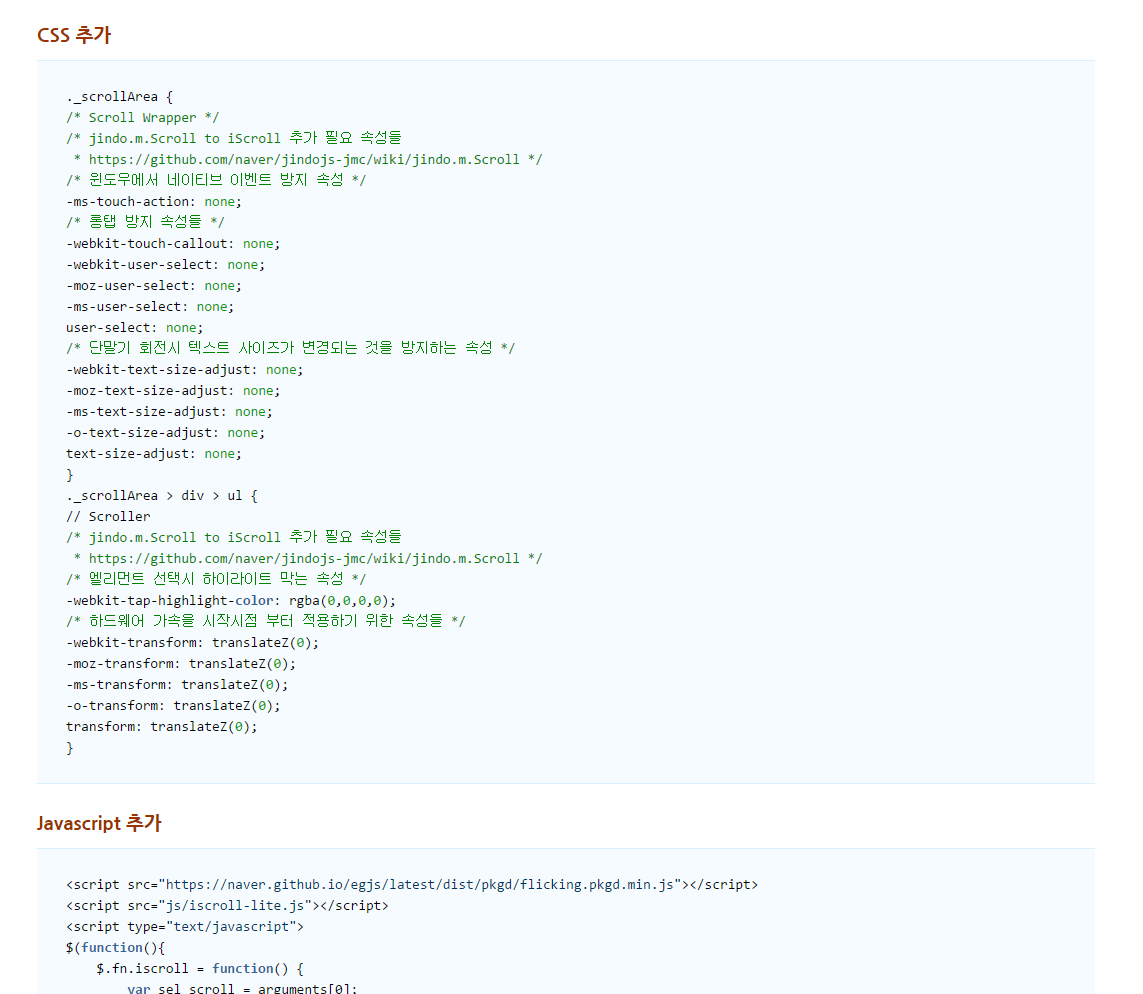 CSS 추가
._scrollArea {
/* Scroll Wrapper */
/* jindo.m.Scroll to iScroll 추가 필요 속성들
 * https://github.com/naver/jindojs-jmc/wiki/jindo.m.Scroll */
/* 윈도우에서 네이티브 이벤트 방지 속성 */
-ms-touch-action: none;
/* 롱탭 방지 속성들 */
-webkit-touch-callout: none;
-webkit-user-select: none;
-moz-user-select: none;
-ms-user-select: none;
user-select: none;
/* 단말기 회전시 텍스트 사이즈가 변경되는 것을 방지하는 속성 */
-webkit-text-size-adjust: none;
-moz-text-size-adjust: none;
-ms-text-size-adjust: none;
-o-text-size-adjust: none;
text-size-adjust: none;
}
._scrollArea > div > ul {
// Scroller
/* jindo.m.Scroll to iScroll 추가 필요 속성들
 * https://github.com/naver/jindojs-jmc/wiki/jindo.m.Scroll */
/* 엘리먼트 선택시 하이라이트 막는 속성 */
-webkit-tap-highlight-color: rgba(0,0,0,0);
/* 하드웨어 가속을 시작시점 부터 적용하기 위한 속성들 */
-webkit-transform: translateZ(0);
-moz-transform: translateZ(0);
-ms-transform: translateZ(0);
-o-transform: translateZ(0);
transform: translateZ(0);
}
Javascript 추가
<script src="https://naver.github.io/egjs/latest/dist/pkgd/flicking.pkgd.min.js"></script>
<script src="js/iscroll-lite.js"></script>
<script type="text/javascript">
$(function(){
    $.fn.iscroll = function() {
        var sel_scroll = arguments[0];